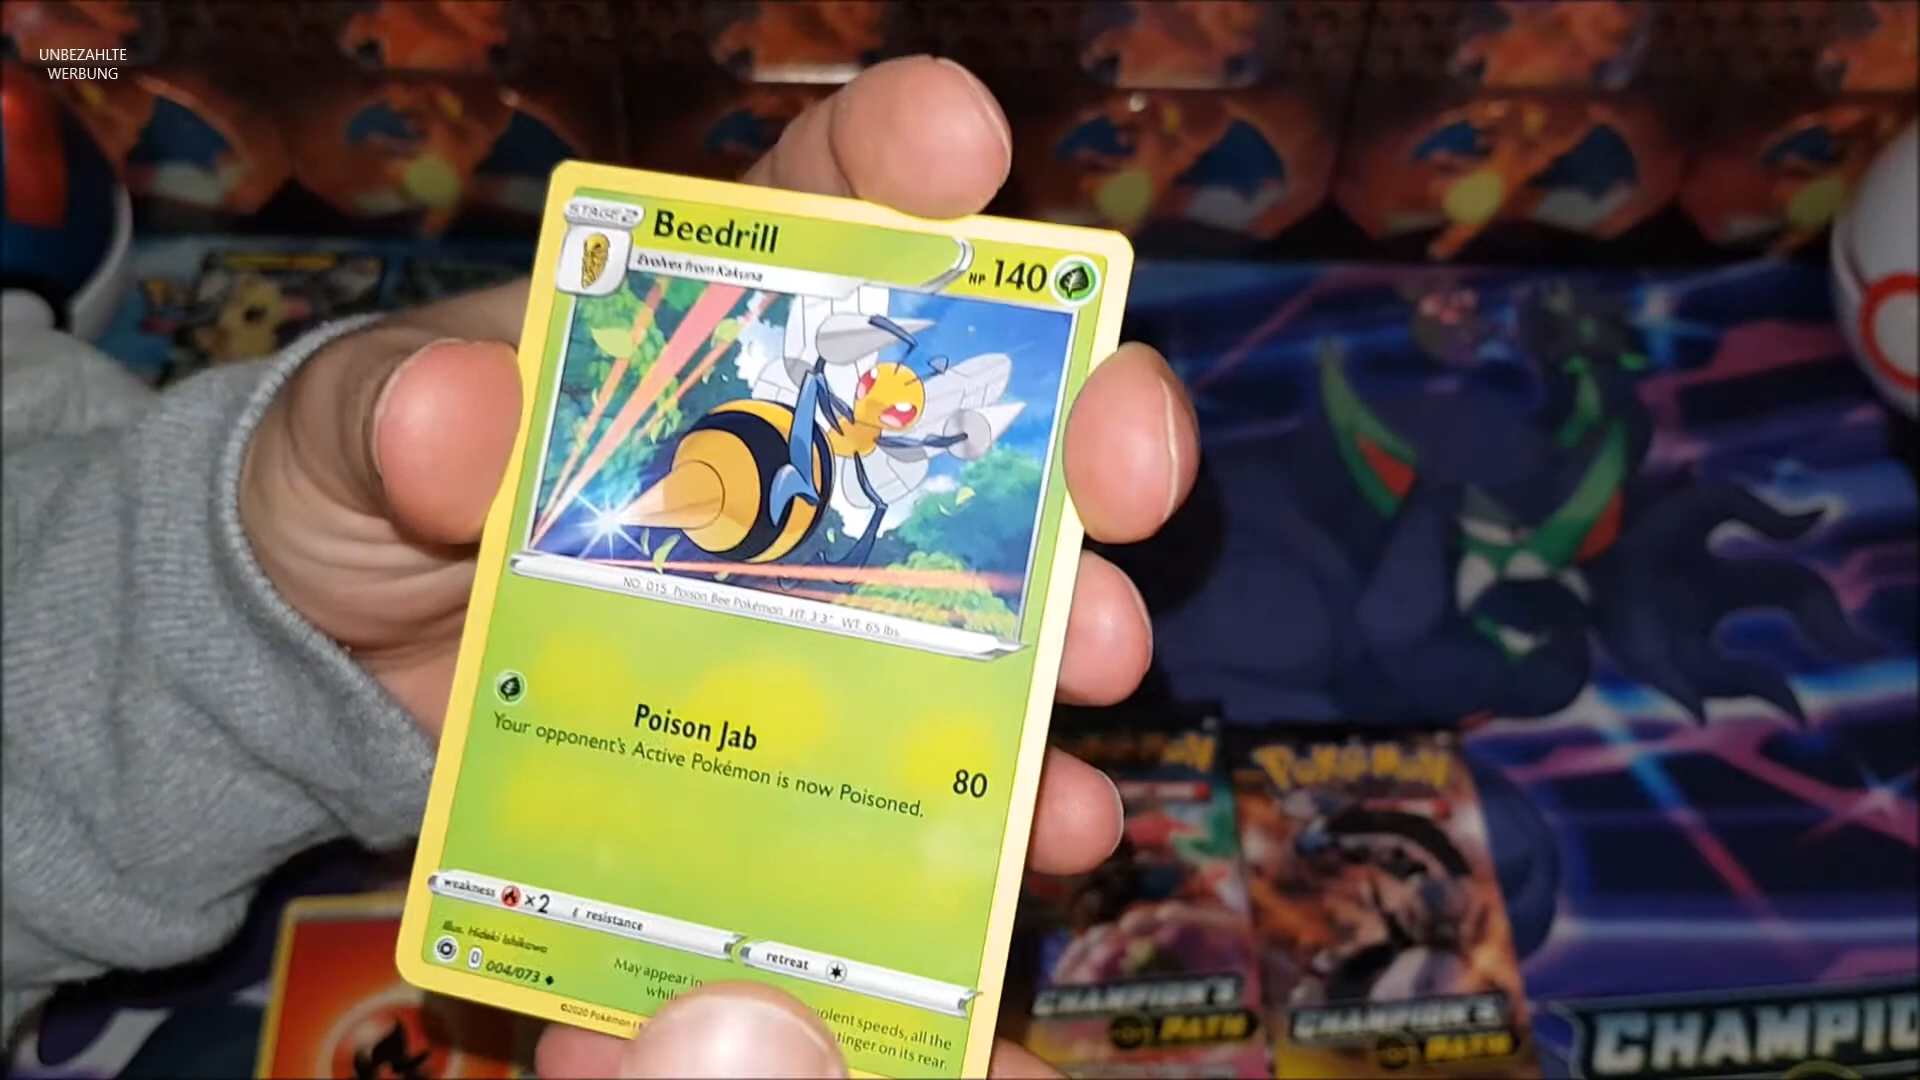 UNBEZAHLTE
WERBUNG
STAGE 2
Beedrill
HP 140
Evolves from Kakuna
NO. 015 Poison Bee Pokémon HT: 3'3" WT: 65 lbs.
Poison Jab
80
Your opponent's Active Pokémon is now Poisoned.
weakness ×2
resistance
retreat
Illus. Hideki Ishikawa
004/073
May appear in
while
olent speeds, all the
tinger on its rear.
©2020 Pokémon
POKéMON
CHAMPION'S
PATH
CHAMPION'S
PATH
CHAMPIO